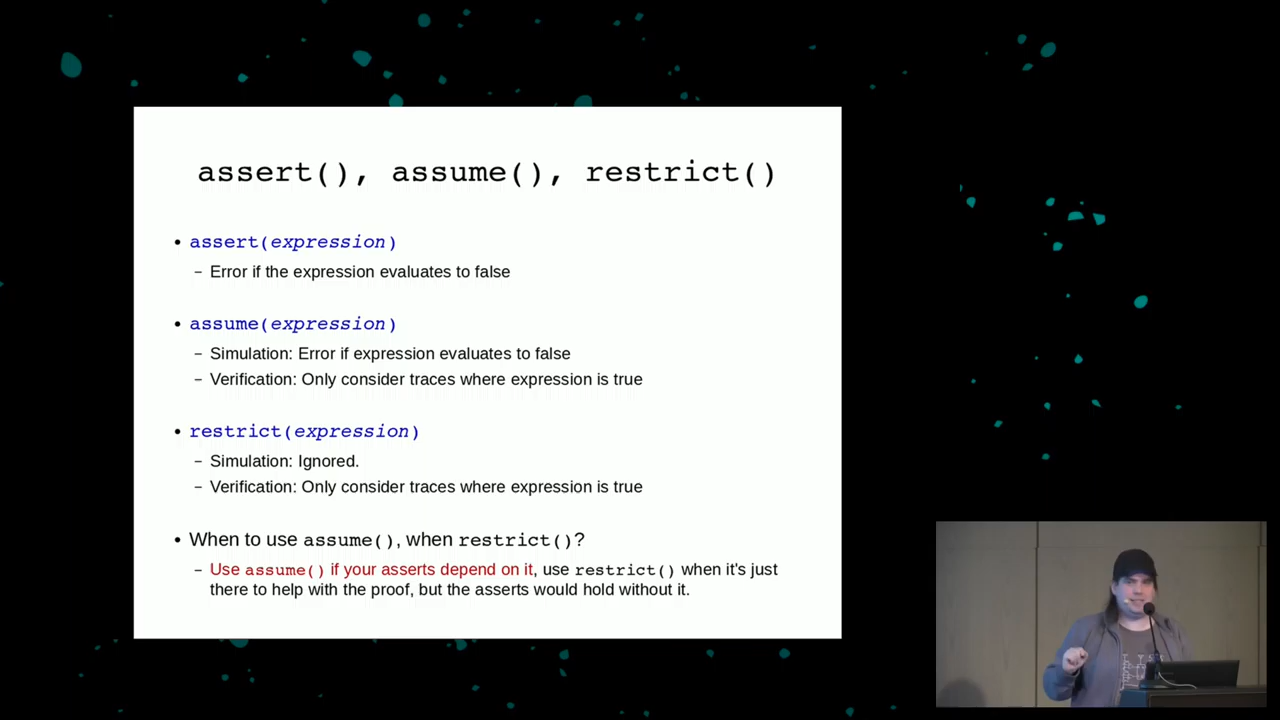 assert(), assume(), restrict()
• assert(expression)
– Error if the expression evaluates to false
• assume(expression)
– Simulation: Error if expression evaluates to false
– Verification: Only consider traces where expression is true
• restrict(expression)
– Simulation: Ignored.
– Verification: Only consider traces where expression is true
• When to use assume(), when restrict()?
– Use assume() if your asserts depend on it, use restrict() when it's just
there to help with the proof, but the asserts would hold without it.